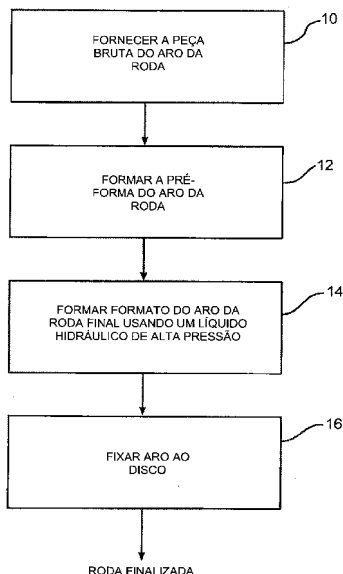 10
FORNECER A PEÇA
BRUTA DO ARO DA
RODA
12
FORMAR A PRÉ-
FORMA DO ARO DA
RODA
14
FORMAR FORMATO DO ARO DA
RODA FINAL USANDO UM LÍQUIDO
HIDRÁULICO DE ALTA PRESSÃO
16
FIXAR ARO AO
DISCO
RODA FINALIZADA